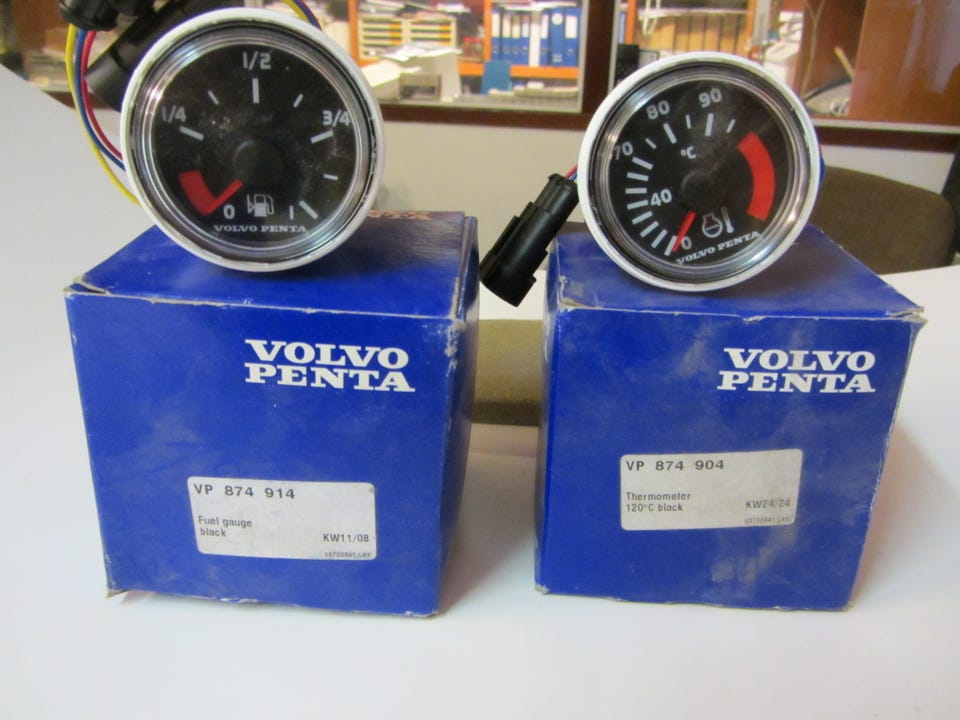 1/2
1/4
3/4
0
1
VOLVO PENTA
90
80
°C
70
40
0
VOLVO PENTA
VOLVO
PENTA
VP 874 914
Fuel gauge
black
KW11/08
VOLVO
PENTA
VP 874 904
Thermometer
120°C black
KW24/24